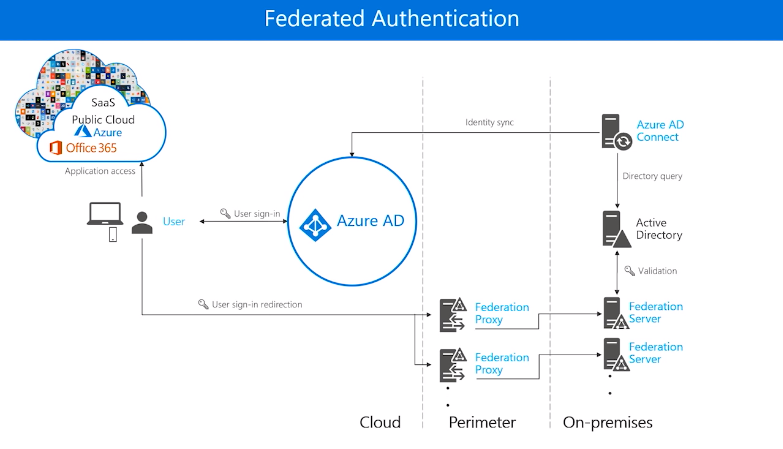 Federated Authentication
SaaS
Public Cloud
Azure
Office 365
Application access
Identity sync
Azure AD
Connect
Directory query
User
User sign-in
Azure AD
Active
Directory
Validation
User sign-in redirection
Federation
Proxy
Federation
Server
Federation
Proxy
Federation
Server
Cloud
Perimeter
On-premises